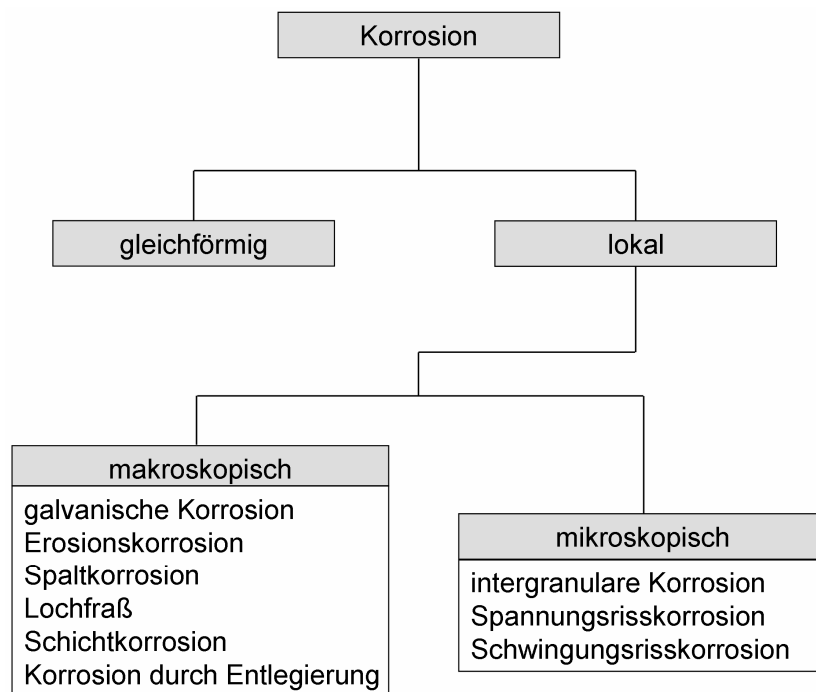 Korrosion
gleichförmig
lokal
makroskopisch
galvanische Korrosion
Erosionskorrosion
Spaltkorrosion
Lochfraß
Schichtkorrosion
Korrosion durch Entlegierung
mikroskopisch
intergranulare Korrosion
Spannungsrisskorrosion
Schwingungsrisskorrosion